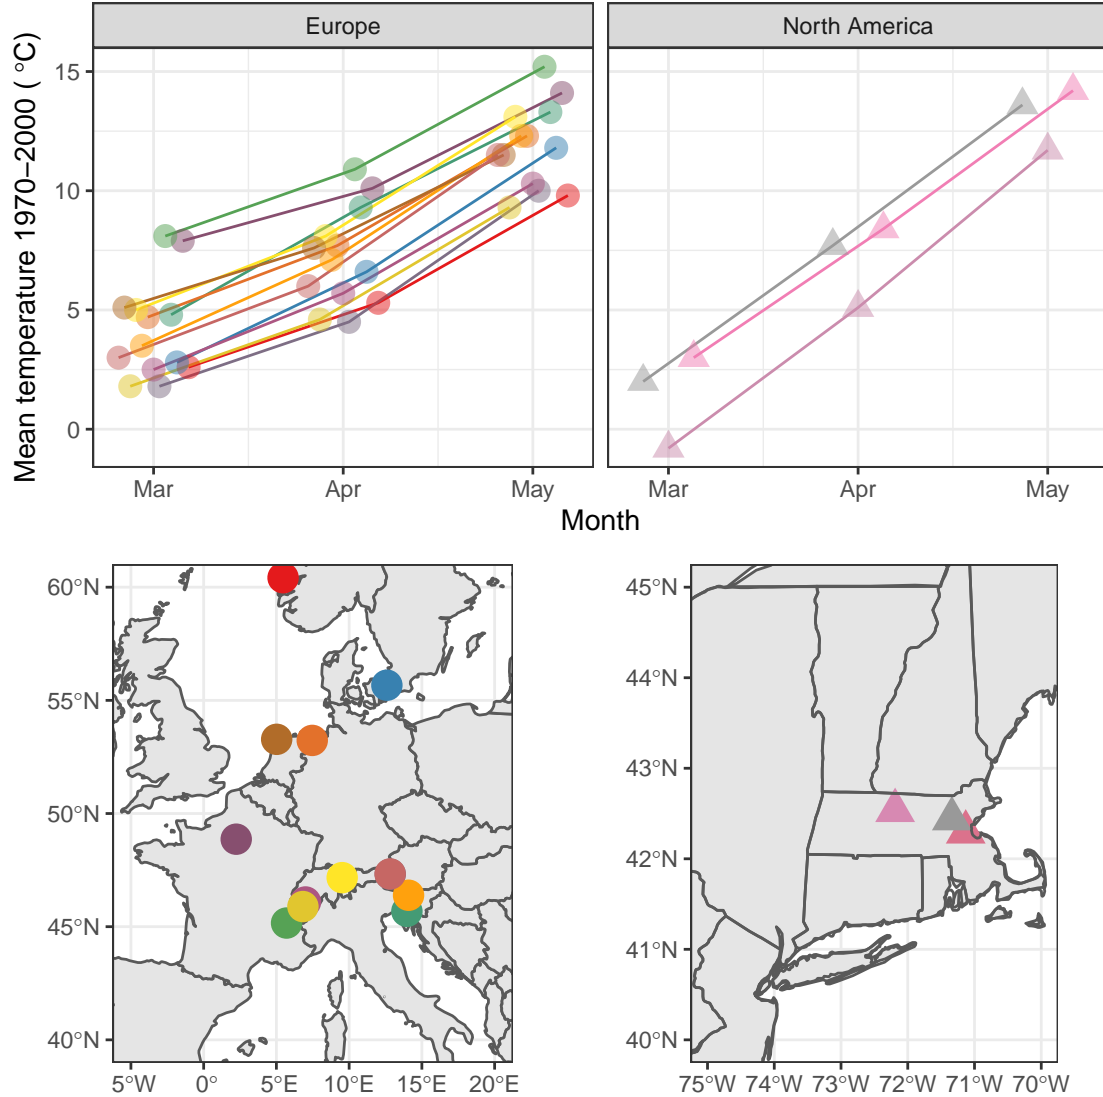 Europe
North America
Mean temperature 1970−2000 ( °C)
15
10
5
0
Mar
Apr
May
Mar
Apr
May
Month
60°N
55°N
50°N
45°N
40°N
5°W
0°
5°E
10°E
15°E
20°E
45°N
44°N
43°N
42°N
41°N
40°N
75°W
74°W
73°W
72°W
71°W
70°W